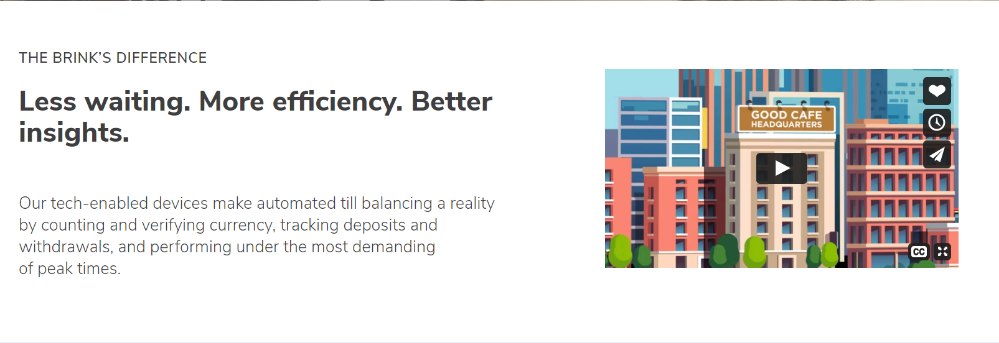 THE BRINK’S DIFFERENCE
Less waiting. More efficiency. Better
insights.
Our tech-enabled devices make automated till balancing a reality
by counting and verifying currency, tracking deposits and
withdrawals, and performing under the most demanding
of peak times.
GOOD CAFE
HEADQUARTERS
CC